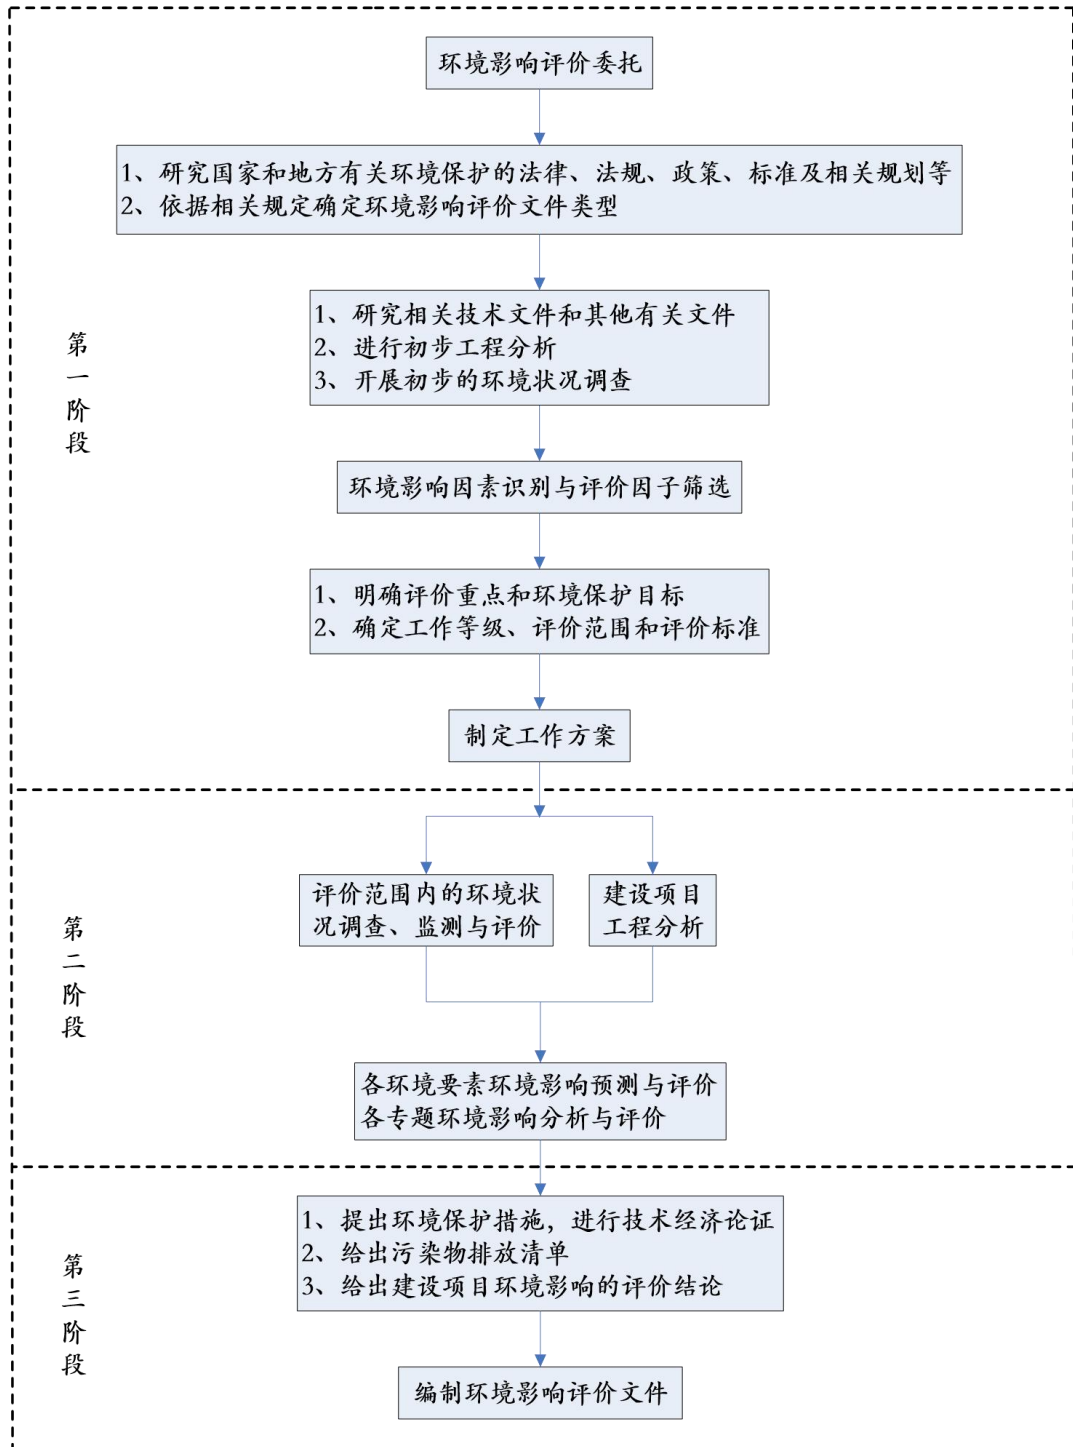 环境影响评价委托
1、研究国家和地方有关环境保护的法律、法规、政策、标准及相关规划等
2、依据相关规定确定环境影响评价文件类型
第一阶段
1、研究相关技术文件和其他有关文件
2、进行初步工程分析
3、开展初步的环境状况调查
环境影响因素识别与评价因子筛选
1、明确评价重点和环境保护目标
2、确定工作等级、评价范围和评价标准
制定工作方案
第二阶段
评价范围内的环境状
况调查、监测与评价
建设项目
工程分析
各环境要素环境影响预测与评价
各专题环境影响分析与评价
第三阶段
1、提出环境保护措施，进行技术经济论证
2、给出污染物排放清单
3、给出建设项目环境影响的评价结论
编制环境影响评价文件